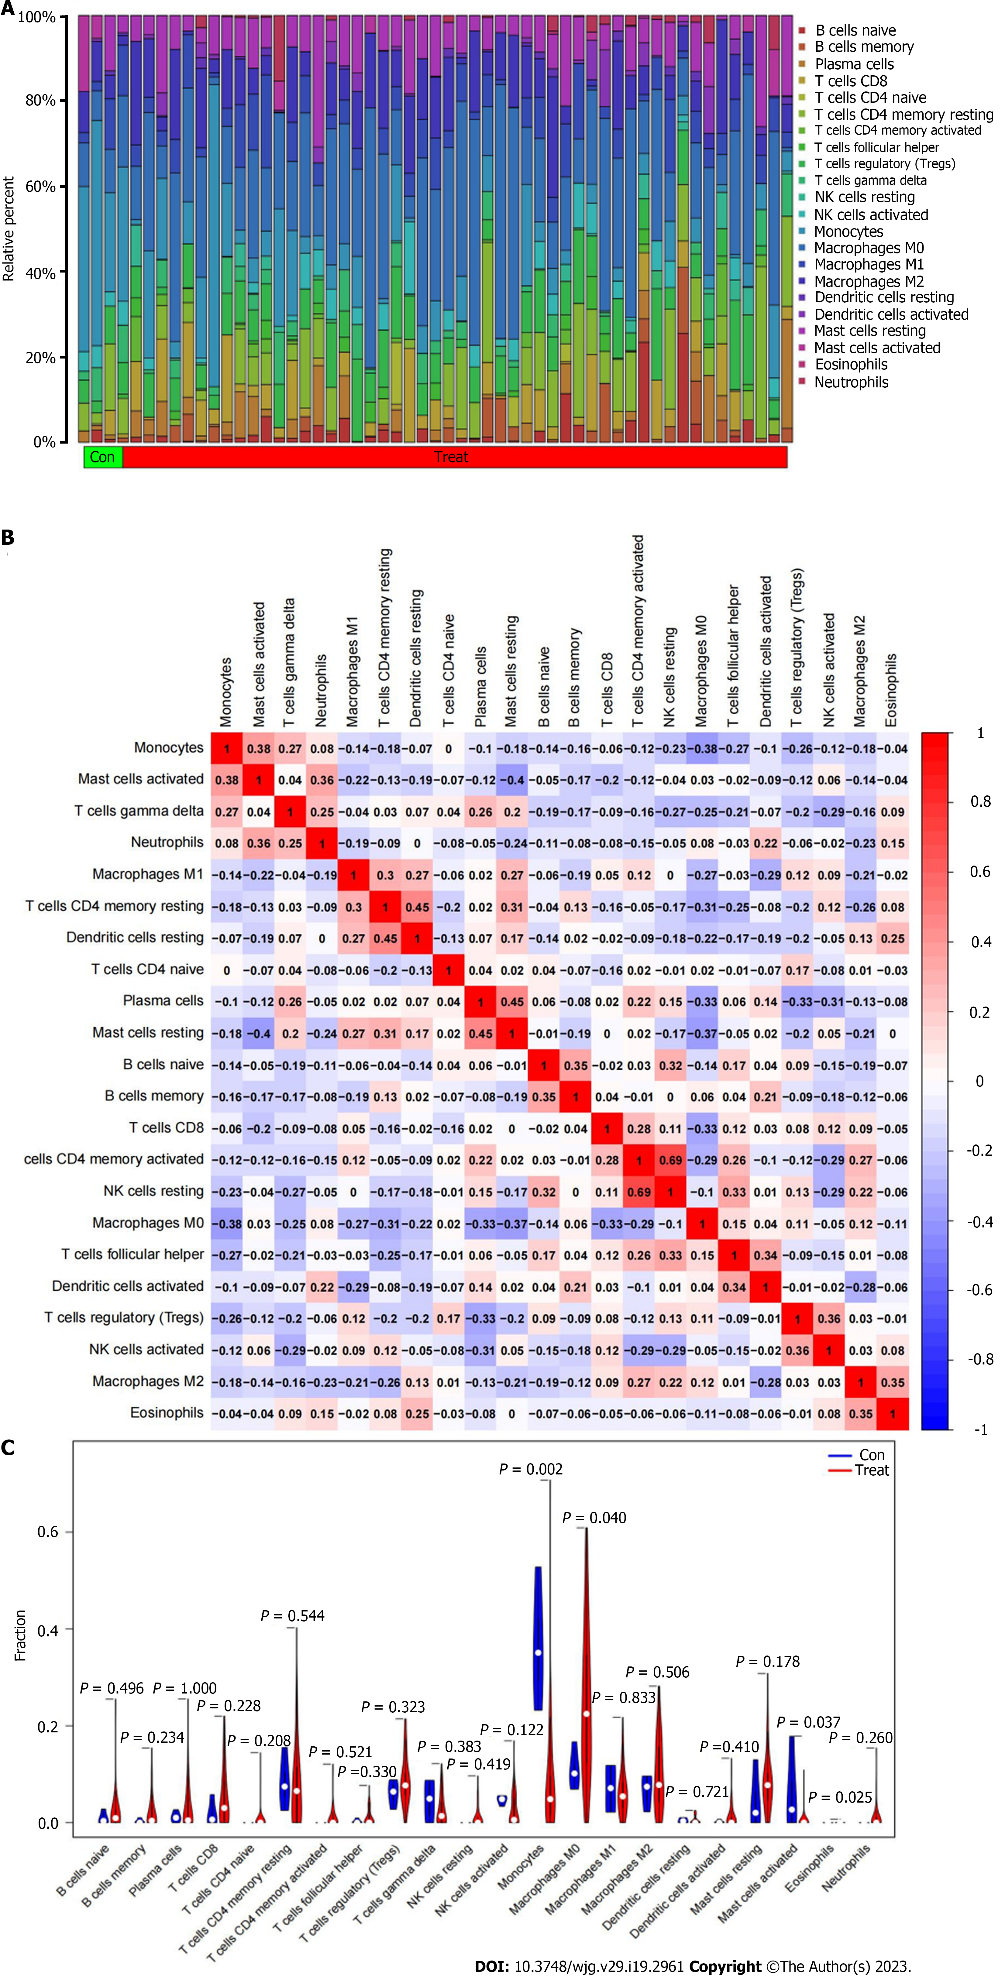 A
100%
80%
60%
40%
20%
0%
Relative percent
Con
Treat
B cells naive
B cells memory
Plasma cells
T cells CD8
T cells CD4 naive
T cells CD4 memory resting
T cells CD4 memory activated
T cells follicular helper
T cells regulatory (Tregs)
T cells gamma delta
NK cells resting
NK cells activated
Monocytes
Macrophages M0
Macrophages M1
Macrophages M2
Dendritic cells resting
Dendritic cells activated
Mast cells resting
Mast cells activated
Eosinophils
Neutrophils
B
Monocytes
Mast cells activated
T cells gamma delta
Neutrophils
Macrophages M1
T cells CD4 memory resting
Dendritic cells resting
T cells CD4 naive
Plasma cells
Mast cells resting
B cells naive
B cells memory
T cells CD8
T cells CD4 memory activated
NK cells resting
Macrophages M0
T cells follicular helper
Dendritic cells activated
T cells regulatory (Tregs)
NK cells activated
Macrophages M2
Eosinophils
Monocytes 1 0.38 0.27 0.08 -0.14 -0.18 -0.07 0 -0.1 -0.18 -0.14 -0.16 -0.06 -0.12 -0.23 -0.38 -0.27 -0.1 -0.26 -0.12 -0.18 -0.04
Mast cells activated 0.38 1 0.04 0.36 -0.22 -0.13 -0.19 -0.07 -0.12 -0.4 -0.05 -0.17 -0.2 -0.12 -0.04 0.03 -0.02 -0.09 -0.12 0.06 -0.14 -0.04
T cells gamma delta 0.27 0.04 1 0.25 -0.04 0.03 0.07 0.04 0.26 0.2 -0.19 -0.17 -0.09 -0.16 -0.27 -0.25 -0.21 -0.07 -0.2 -0.29 -0.16 0.09
Neutrophils 0.08 0.36 0.25 1 -0.19 -0.09 0 -0.08 -0.05 -0.24 -0.11 -0.08 -0.08 -0.15 -0.05 0.08 -0.03 0.22 -0.06 -0.02 -0.23 0.15
Macrophages M1 -0.14 -0.22 -0.04 -0.19 1 0.3 0.27 -0.06 0.02 0.27 -0.06 -0.19 0.05 0.12 0 -0.27 -0.03 -0.29 0.12 0.09 -0.21 -0.02
T cells CD4 memory resting -0.18 -0.13 0.03 -0.09 0.3 1 0.45 -0.2 0.02 0.31 -0.04 0.13 -0.16 -0.05 -0.17 -0.31 -0.25 -0.08 -0.2 0.12 -0.26 0.08
Dendritic cells resting -0.07 -0.19 0.07 0 0.27 0.45 1 -0.13 0.07 0.17 -0.14 0.02 -0.02 -0.09 -0.18 -0.22 -0.17 -0.19 -0.2 -0.05 0.13 0.25
T cells CD4 naive 0 -0.07 0.04 -0.08 -0.06 -0.2 -0.13 1 0.04 0.02 0.04 -0.07 -0.16 0.02 -0.01 0.02 -0.01 -0.07 0.17 -0.08 0.01 -0.03
Plasma cells -0.1 -0.12 0.26 -0.05 0.02 0.02 0.07 0.04 1 0.45 0.06 -0.08 0.02 0.22 0.15 -0.33 0.06 0.14 -0.33 -0.31 -0.13 -0.08
Mast cells resting -0.18 -0.4 0.2 -0.24 0.27 0.31 0.17 0.02 0.45 1 -0.01 -0.19 0 0.02 -0.17 -0.37 -0.05 0.02 -0.2 0.05 -0.21 0
B cells naive -0.14 -0.05 -0.19 -0.11 -0.06 -0.04 -0.14 0.04 0.06 -0.01 1 0.35 -0.02 0.03 0.32 -0.14 0.17 0.04 0.09 -0.15 -0.19 -0.07
B cells memory -0.16 -0.17 -0.17 -0.08 -0.19 0.13 0.02 -0.07 -0.08 -0.19 0.35 1 0.04 -0.01 0 0.06 0.04 0.21 -0.09 -0.18 -0.12 -0.06
T cells CD8 -0.06 -0.2 -0.09 -0.08 0.05 -0.16 -0.02 -0.16 0.02 0 -0.02 0.04 1 0.28 0.11 -0.33 0.12 0.03 0.08 0.12 0.09 -0.05
cells CD4 memory activated -0.12 -0.12 -0.16 -0.15 0.12 -0.05 -0.09 0.02 0.22 0.02 0.03 -0.01 0.28 1 0.69 -0.29 0.26 -0.1 -0.12 -0.29 0.27 -0.06
NK cells resting -0.23 -0.04 -0.27 -0.05 0 -0.17 -0.18 -0.01 0.15 -0.17 0.32 0 0.11 0.69 1 -0.1 0.33 0.01 0.13 -0.29 0.22 -0.06
Macrophages M0 -0.38 0.03 -0.25 0.08 -0.27 -0.31 -0.22 0.02 -0.33 -0.37 -0.14 0.06 -0.33 -0.29 -0.1 1 0.15 0.04 0.11 -0.05 0.12 -0.11
T cells follicular helper -0.27 -0.02 -0.21 -0.03 -0.03 -0.25 -0.17 -0.01 0.06 -0.05 0.17 0.04 0.12 0.26 0.33 0.15 1 0.34 -0.09 -0.15 0.01 -0.08
Dendritic cells activated -0.1 -0.09 -0.07 0.22 -0.29 -0.08 -0.19 -0.07 0.14 0.02 0.04 0.21 0.03 -0.1 0.01 0.04 0.34 1 -0.01 -0.02 -0.28 -0.06
T cells regulatory (Tregs) -0.26 -0.12 -0.2 -0.06 0.12 -0.2 -0.2 0.17 -0.33 -0.2 0.09 -0.09 0.08 -0.12 0.13 0.11 -0.09 -0.01 1 0.36 0.03 -0.01
NK cells activated -0.12 0.06 -0.29 -0.02 0.09 0.12 -0.05 -0.08 -0.31 0.05 -0.15 -0.18 0.12 -0.29 -0.29 -0.05 -0.15 -0.02 0.36 1 0.03 0.08
Macrophages M2 -0.18 -0.14 -0.16 -0.23 -0.21 -0.26 0.13 0.01 -0.13 -0.21 -0.19 -0.12 0.09 0.27 0.22 0.12 0.01 -0.28 0.03 0.03 1 0.35
Eosinophils -0.04 -0.04 0.09 0.15 -0.02 0.08 0.25 -0.03 -0.08 0 -0.07 -0.06 -0.05 -0.06 -0.06 -0.11 -0.08 -0.06 -0.01 0.08 0.35 1
1
0.8
0.6
0.4
0.2
0
-0.2
-0.4
-0.6
-0.8
-1
C
Con
Treat
Fraction
0.6
0.4
0.2
0.0
P = 0.496
P = 0.234
P = 1.000
P = 0.228
P = 0.208
P = 0.544
P = 0.521
P =0.330
P = 0.323
P = 0.383
P = 0.419
P = 0.122
P = 0.002
P = 0.040
P = 0.833
P = 0.506
P = 0.721
P =0.410
P = 0.178
P = 0.037
P = 0.025
P = 0.260
B cells naive
B cells memory
Plasma cells
T cells CD8
T cells CD4 naive
T cells CD4 memory resting
T cells CD4 memory activated
T cells follicular helper
T cells regulatory (Tregs)
T cells gamma delta
NK cells resting
NK cells activated
Monocytes
Macrophages M0
Macrophages M1
Macrophages M2
Dendritic cells resting
Dendritic cells activated
Mast cells resting
Mast cells activated
Eosinophils
Neutrophils
DOI: 10.3748/wjg.v29.i19.2961 Copyright ©The Author(s) 2023.